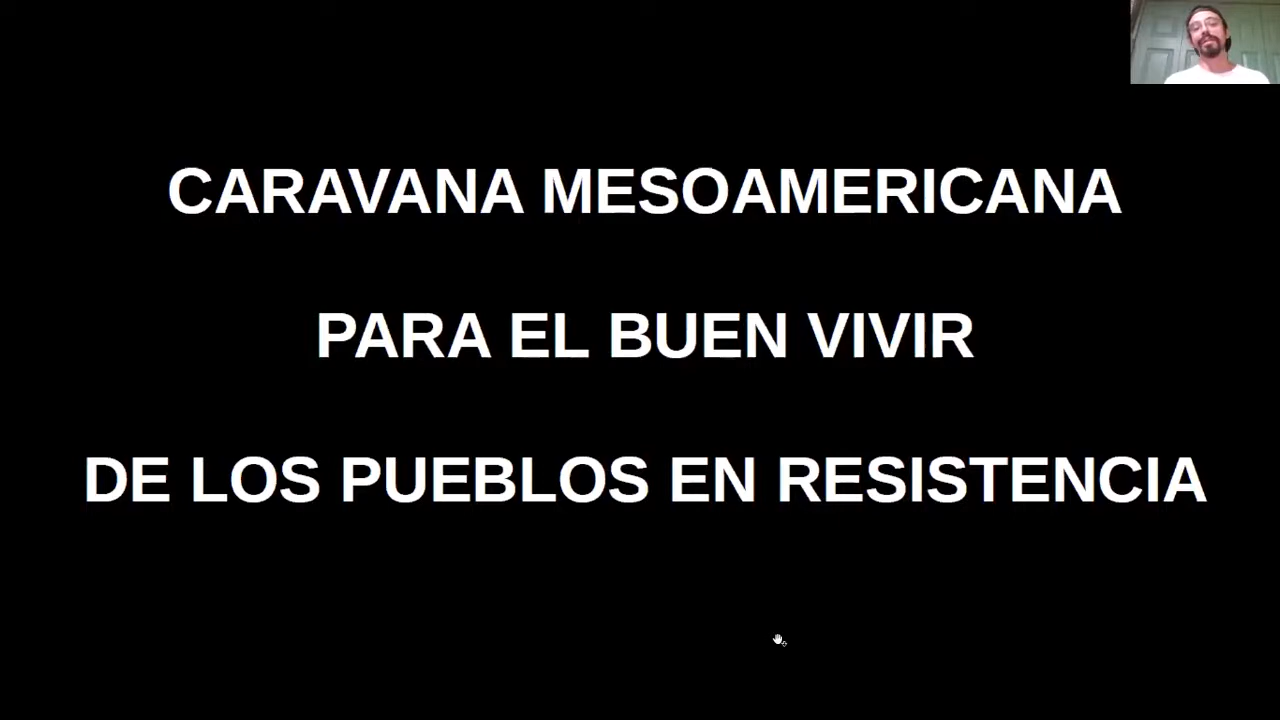 CARAVANA MESOAMERICANA
PARA EL BUEN VIVIR
DE LOS PUEBLOS EN RESISTENCIA